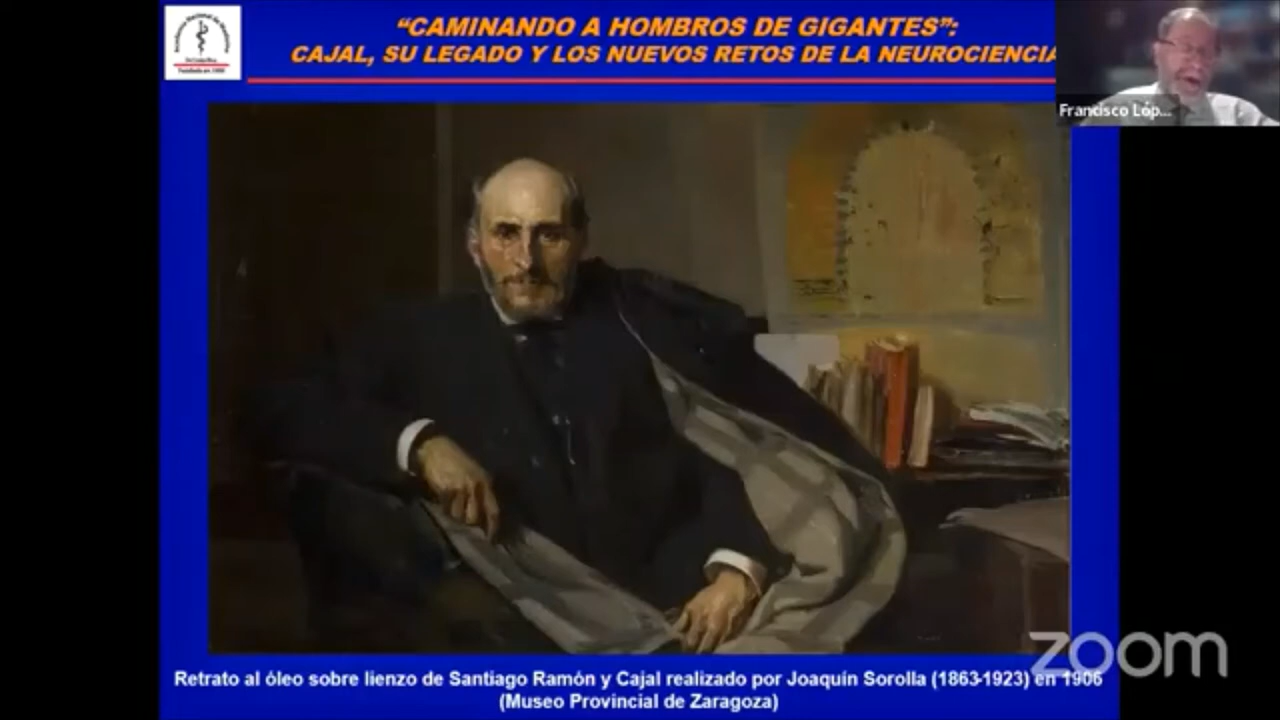 “CAMINANDO A HOMBROS DE GIGANTES”:
CAJAL, SU LEGADO Y LOS NUEVOS RETOS DE LA NEUROCIENCIA
Francisco Lóp...
zoom
Retrato al óleo sobre lienzo de Santiago Ramón y Cajal realizado por Joaquín Sorolla (1863-1923) en 1906
(Museo Provincial de Zaragoza)